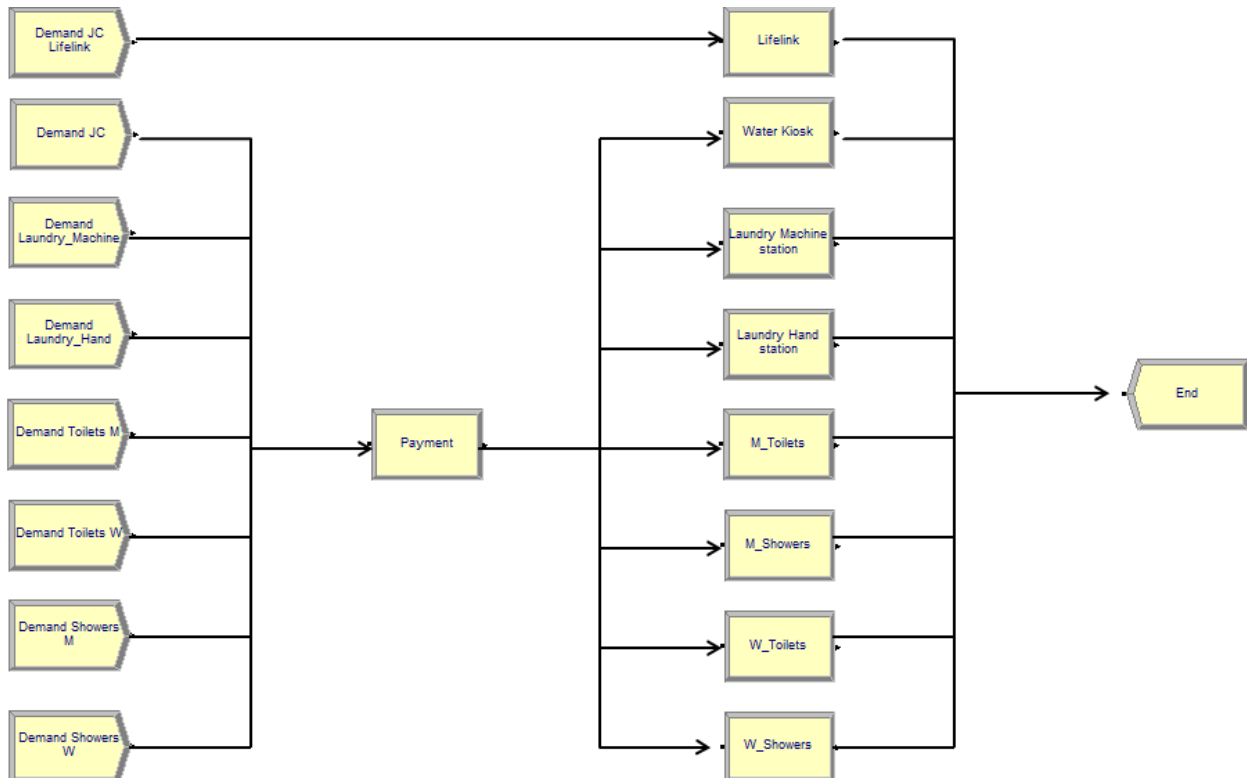 Demand JC
Lifelink
Lifelink
Demand JC
Water Kiosk
Demand
Laundry_Machine
Laundry Machine
station
Demand
Laundry_Hand
Laundry Hand
station
End
Demand Toilets M
Payment
M_Toilets
Demand Toilets W
M_Showers
Demand Showers
M
W_Toilets
Demand Showers
W
W_Showers